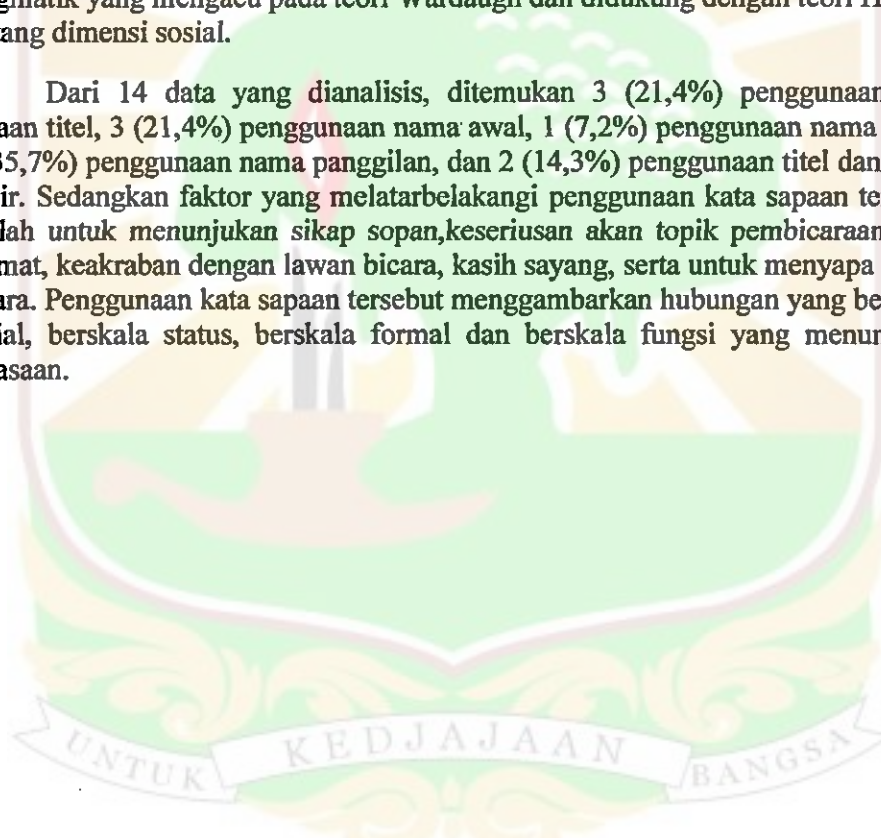 yang mengacu pada teori Wardaugh dan didukung dengan teori
ang dimensi sosial.
Dari 14 data yang dianalisis, ditemukan 3 (21,4%) penggunaan
aan titel, 3 (21,4%) penggunaan nama awal, 1 (7,2%) penggunaan nama
35,7%) penggunaan nama panggilan, dan 2 (14,3%) penggunaan titel dan
ir. Sedangkan faktor yang melatarbelakangi penggunaan kata sapaan te
lah untuk menunjukan sikap sopan,keseriusan akan topik pembicaraan
mat, keakraban dengan lawan bicara, kasih sayang, serta untuk menyapa
ara. Penggunaan kata sapaan tersebut menggambarkan hubungan yang be
ial, berskala status, berskala formal dan berskala fungsi yang menun
asaan.
UNTUK KEDJAJAAN BANGSA